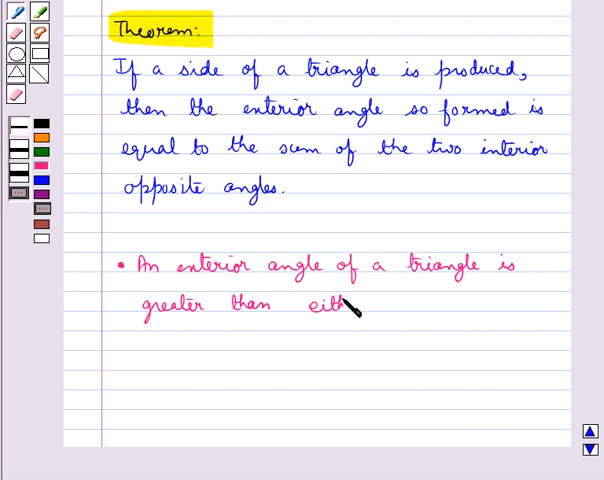 Theorem:
If a side of a triangle is produced,
then the exterior angle so formed is
equal to the sum of the two interior
opposite angles.
• An exterior angle of a triangle is
greater than eith